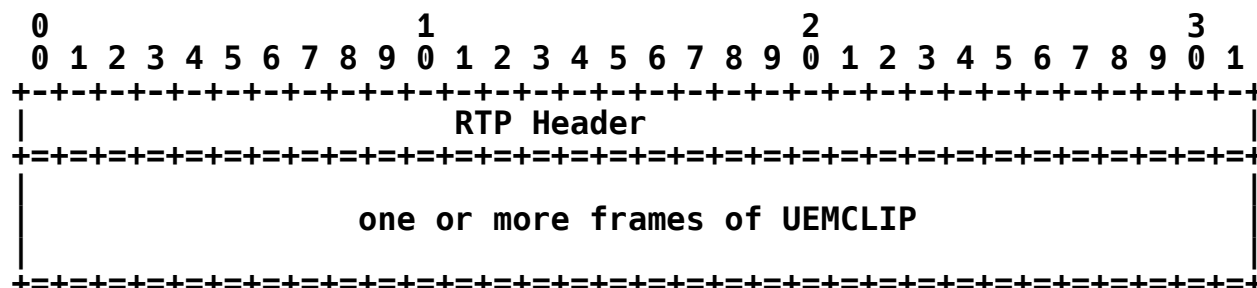 0                   1                   2                   3
 0 1 2 3 4 5 6 7 8 9 0 1 2 3 4 5 6 7 8 9 0 1 2 3 4 5 6 7 8 9 0 1
+-+-+-+-+-+-+-+-+-+-+-+-+-+-+-+-+-+-+-+-+-+-+-+-+-+-+-+-+-+-+-+-+
|                      RTP Header                               |
+=+=+=+=+=+=+=+=+=+=+=+=+=+=+=+=+=+=+=+=+=+=+=+=+=+=+=+=+=+=+=+=+
|                                                               |
|                 one or more frames of UEMCLIP                 |
|                                                               |
+=+=+=+=+=+=+=+=+=+=+=+=+=+=+=+=+=+=+=+=+=+=+=+=+=+=+=+=+=+=+=+=+